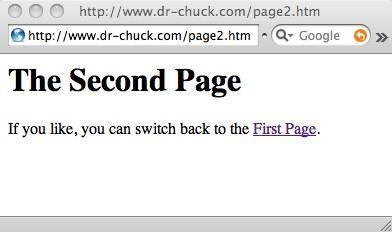 http://www.dr-chuck.com/page2.htm
http://www.dr-chuck.com/page2.htm Google
The Second Page
If you like, you can switch back to the First Page.